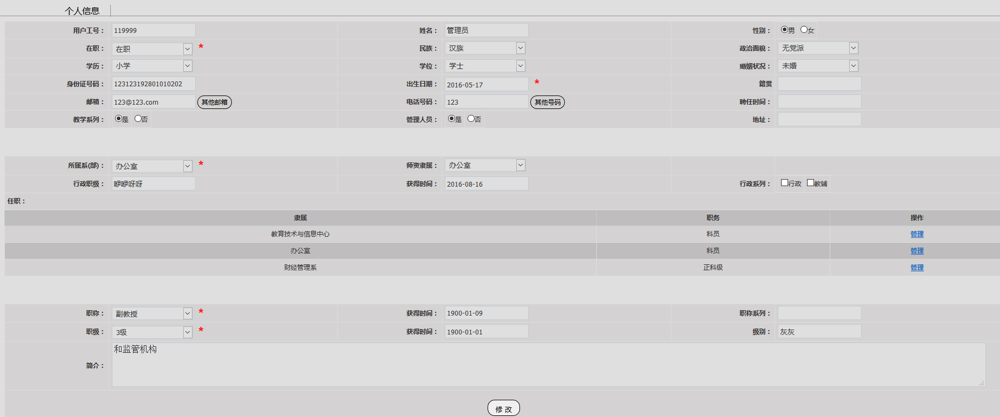 个人信息
用户工号： 119999 姓名： 管理员 性别： 男 女
在职： 在职 * 民族： 汉族 政治面貌： 无党派
学历： 小学 学位： 学士 婚姻状况： 未婚
身份证号码： 123123192801010202 出生日期： 2016-05-17 * 籍贯
邮箱： 123@123.com 其他邮箱 电话号码： 123 其他号码 聘任时间：
教学系列： 是 否 管理人员： 是 否 地址：
所属系(部)： 办公室 * 师资隶属： 办公室
行政职级： 咿咿呀呀 获得时间： 2016-08-16 行政系列： 行政 教辅
任职：
隶属 职务 操作
教育技术与信息中心 科员 管理
办公室 科员 管理
财经管理系 正科级 管理
职称： 副教授 * 获得时间： 1900-01-09 职称系列：
职级： 3级 * 获得时间： 1900-01-01 级别： 灰灰
简介： 和监管机构
修 改